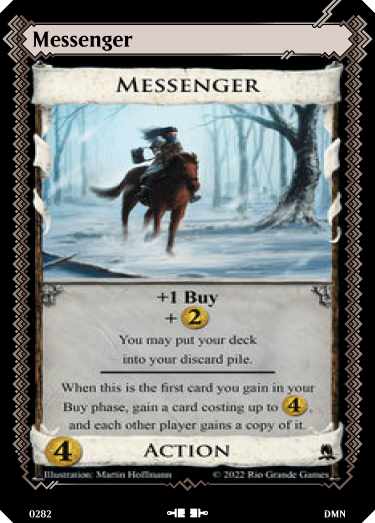 Messenger
MESSENGER
+1 Buy
+ 2
You may put your deck
into your discard pile.
When this is the first card you gain in your
Buy phase, gain a card costing up to 4,
and each other player gains a copy of it.
4 ACTION
Illustration: Martin Hoffmann © 2022 Rio Grande Games
0282 DMN